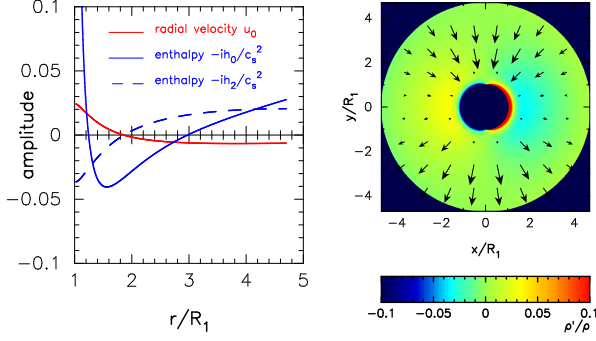 0.1
0.05
0
−0.05
−0.1
amplitude
radial velocity u₀
enthalpy −ih₀/c_s²
enthalpy −ih₂/c_s²
1 2 3 4 5
r/R₁
4
2
0
−2
−4
y/R₁
−4 −2 0 2 4
x/R₁
−0.1 −0.05 0 0.05 0.1
ρ'/ρ